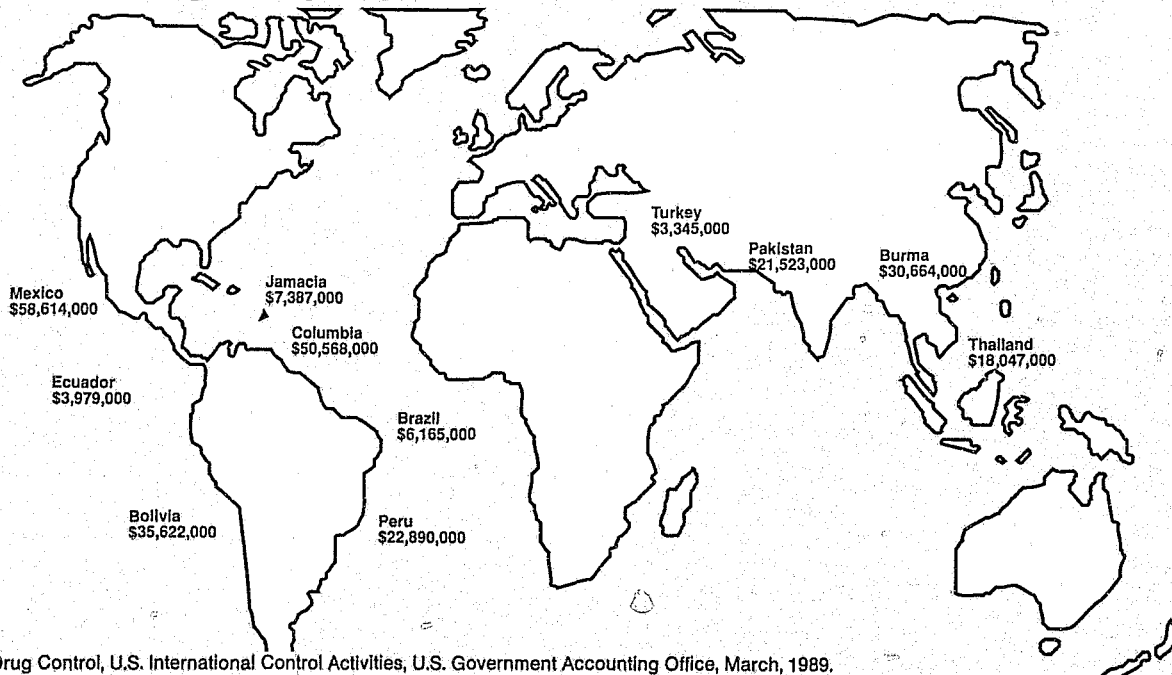 Turkey
$3,345,000
Pakistan
$21,523,000
Burma
$30,664,000
Jamacia
$7,387,000
Mexico
$58,614,000
Columbia
$50,568,000
Thailand
$18,047,000
Ecuador
$3,979,000
Brazil
$6,165,000
Bolivia
$35,622,000
Peru
$22,890,000
Drug Control, U.S. International Control Activities, U.S. Government Accounting Office, March, 1989.